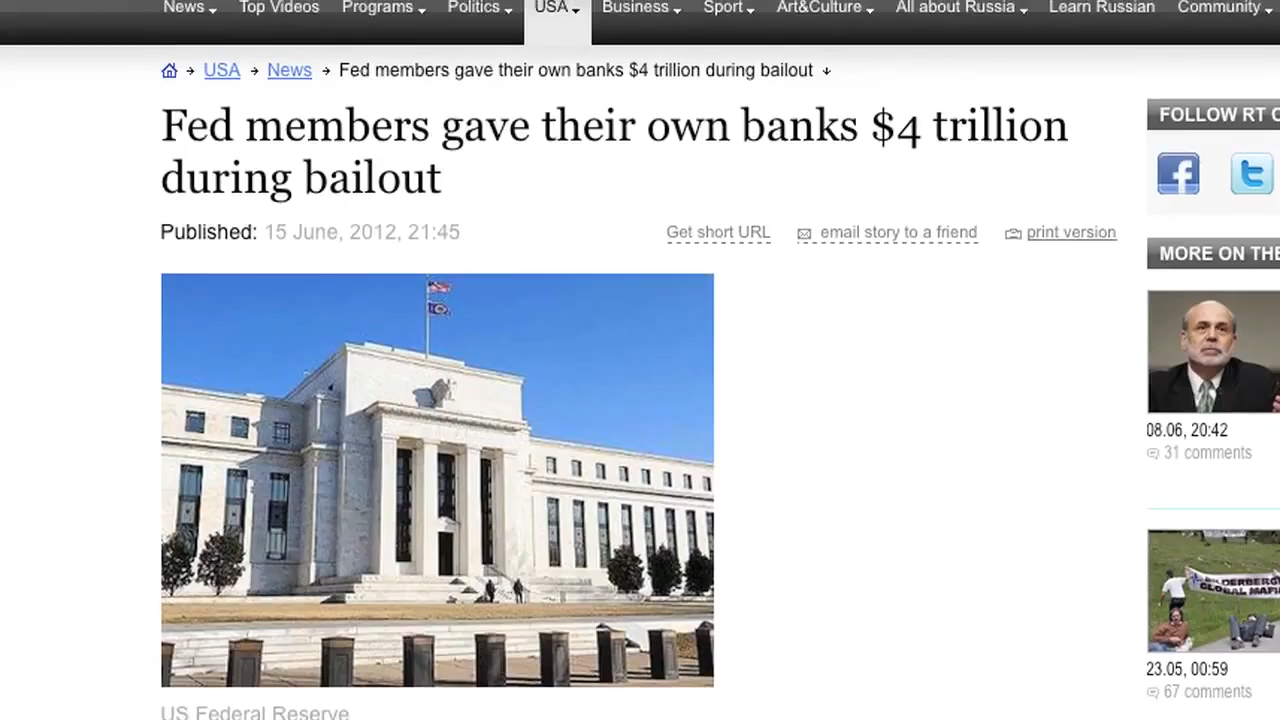 News Top Videos Programs Politics USA Business Sport Art&Culture All about Russia Learn Russian Community
USA News Fed members gave their own banks $4 trillion during bailout
Fed members gave their own banks $4 trillion
during bailout
Published: 15 June, 2012, 21:45
Get short URL email story to a friend print version
US Federal Reserve
FOLLOW RT
MORE ON THE
08.06, 20:42
31 comments
GLOBAL
23.05, 00:59
67 comments